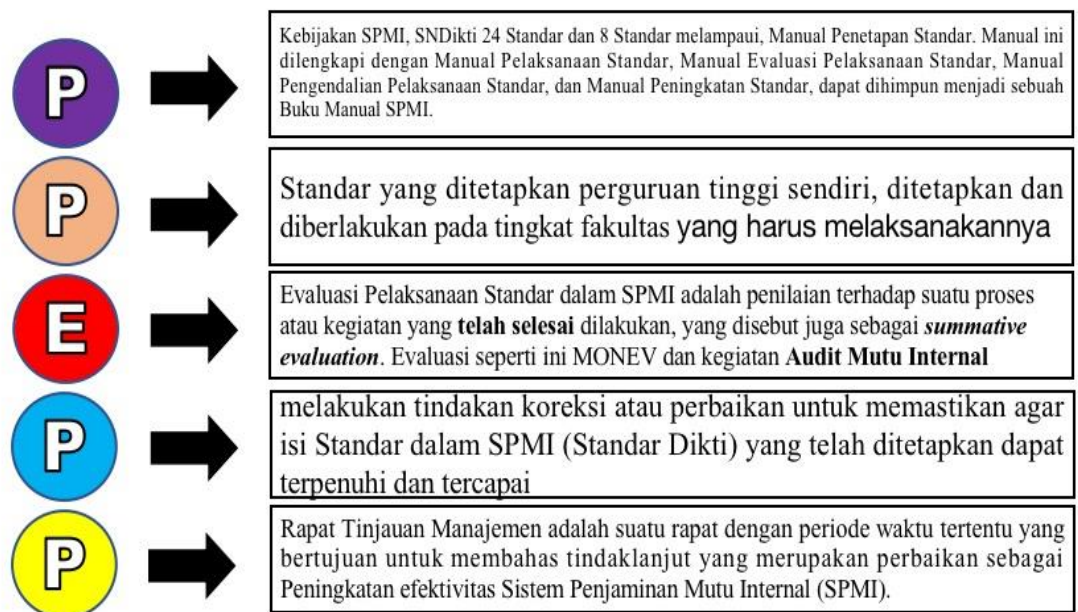 P
Kebijakan SPMI, SNDikti 24 Standar dan 8 Standar melampaui, Manual Penetapan Standar. Manual ini
dilengkapi dengan Manual Pelaksanaan Standar, Manual Evaluasi Pelaksanaan Standar, Manual
Pengendalian Pelaksanaan Standar, dan Manual Peningkatan Standar, dapat dihimpun menjadi sebuah
Buku Manual SPMI.
P
Standar yang ditetapkan perguruan tinggi sendiri, ditetapkan dan
diberlakukan pada tingkat fakultas yang harus melaksanakannya
E
Evaluasi Pelaksanaan Standar dalam SPMI adalah penilaian terhadap suatu proses
atau kegiatan yang telah selesai dilakukan, yang disebut juga sebagai summative
evaluation. Evaluasi seperti ini MONEV dan kegiatan Audit Mutu Internal
P
melakukan tindakan koreksi atau perbaikan untuk memastikan agar
isi Standar dalam SPMI (Standar Dikti) yang telah ditetapkan dapat
terpenuhi dan tercapai
P
Rapat Tinjauan Manajemen adalah suatu rapat dengan periode waktu tertentu yang
bertujuan untuk membahas tindaklanjut yang merupakan perbaikan sebagai
Peningkatan efektivitas Sistem Penjaminan Mutu Internal (SPMI).